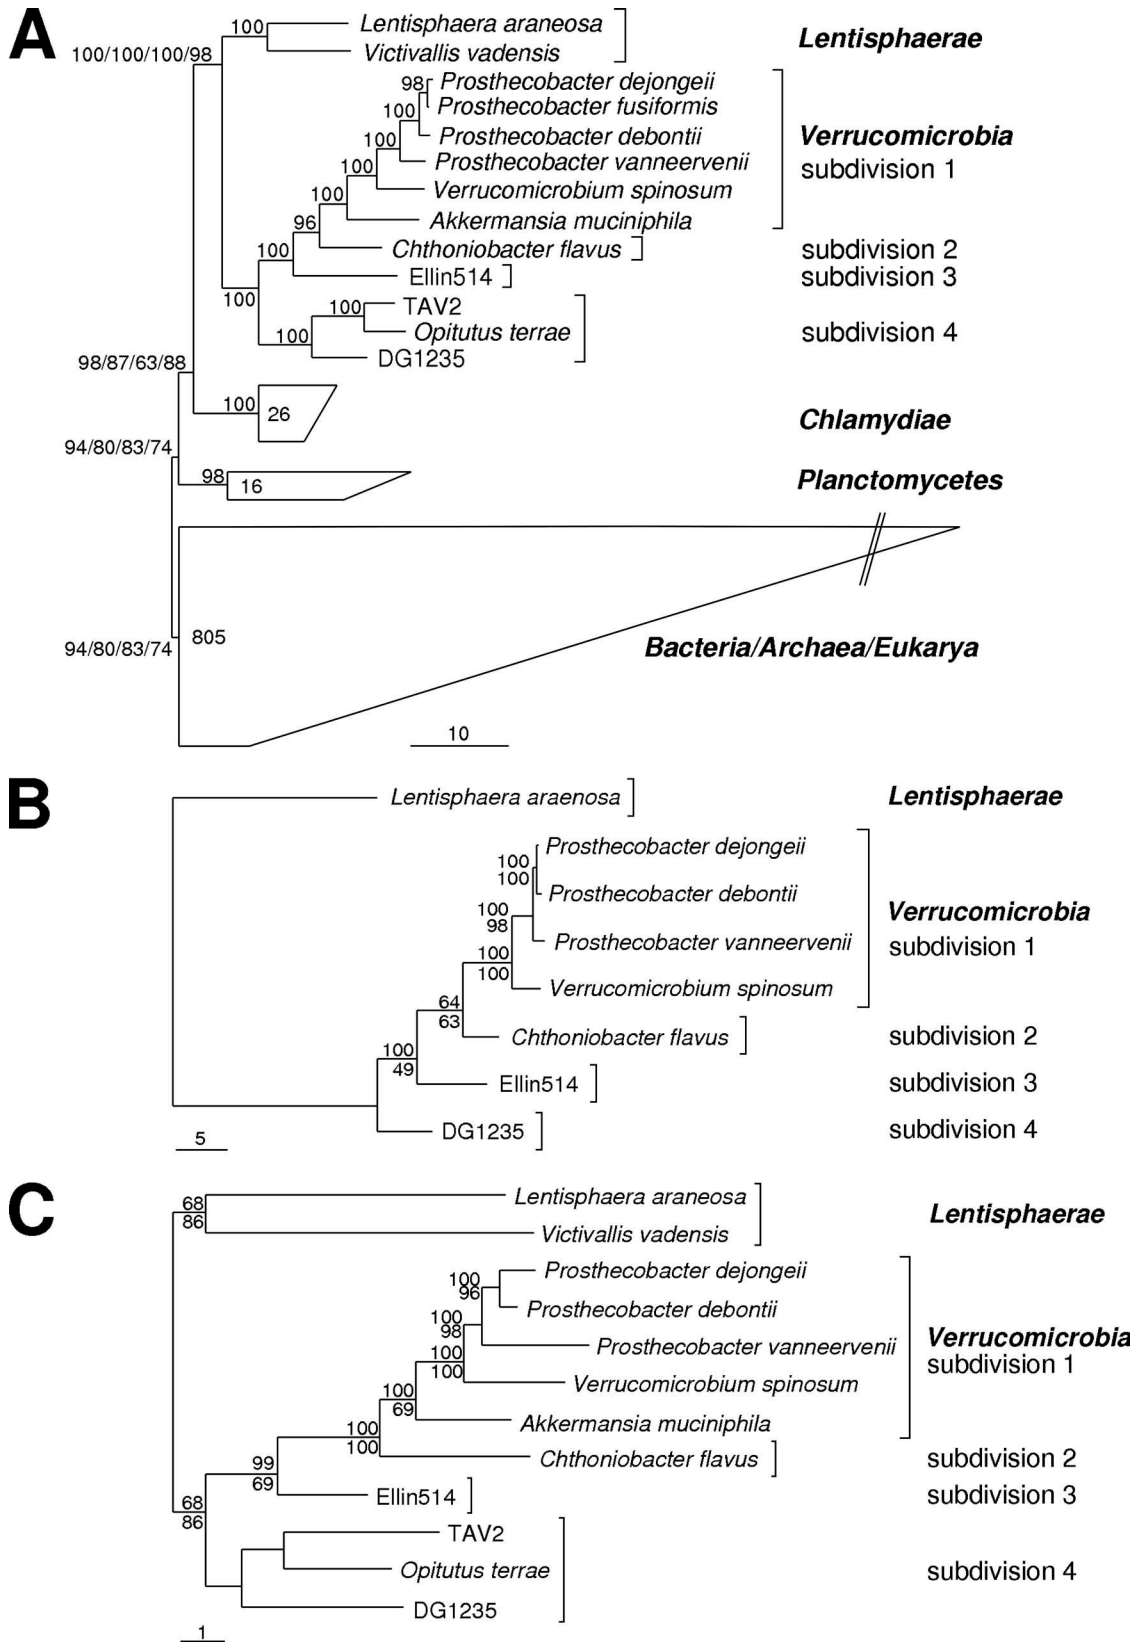 A
100
Lentisphaera araneosa
Lentisphaerae
100/100/100/98
Victivallis vadensis
98
Prosthecobacter dejongeii
Prosthecobacter fusiformis
100
Prosthecobacter debontii
Verrucomicrobia
100
Prosthecobacter vanneervenii
subdivision 1
100
Verrucomicrobium spinosum
100
Akkermansia muciniphila
96
Chthoniobacter flavus
subdivision 2
100
Ellin514
subdivision 3
100
TAV2
100
Opitutus terrae
subdivision 4
100
DG1235
98/87/63/88
100
26
Chlamydiae
94/80/83/74
98
16
Planctomycetes
94/80/83/74
805
Bacteria/Archaea/Eukarya
10
B
Lentisphaera araenosa
Lentisphaerae
Prosthecobacter dejongeii
100
100
Prosthecobacter debontii
100
98
Verrucomicrobia
Prosthecobacter vanneervenii
subdivision 1
100
100
Verrucomicrobium spinosum
64
63
Chthoniobacter flavus
subdivision 2
100
49
Ellin514
subdivision 3
DG1235
subdivision 4
5
C
68
86
Lentisphaera araneosa
Lentisphaerae
Victivallis vadensis
Prosthecobacter dejongeii
100
96
Prosthecobacter debontii
100
98
Verrucomicrobia
Prosthecobacter vanneervenii
subdivision 1
100
100
Verrucomicrobium spinosum
100
69
Akkermansia muciniphila
100
100
Chthoniobacter flavus
subdivision 2
99
69
Ellin514
subdivision 3
68
86
TAV2
Opitutus terrae
subdivision 4
DG1235
1